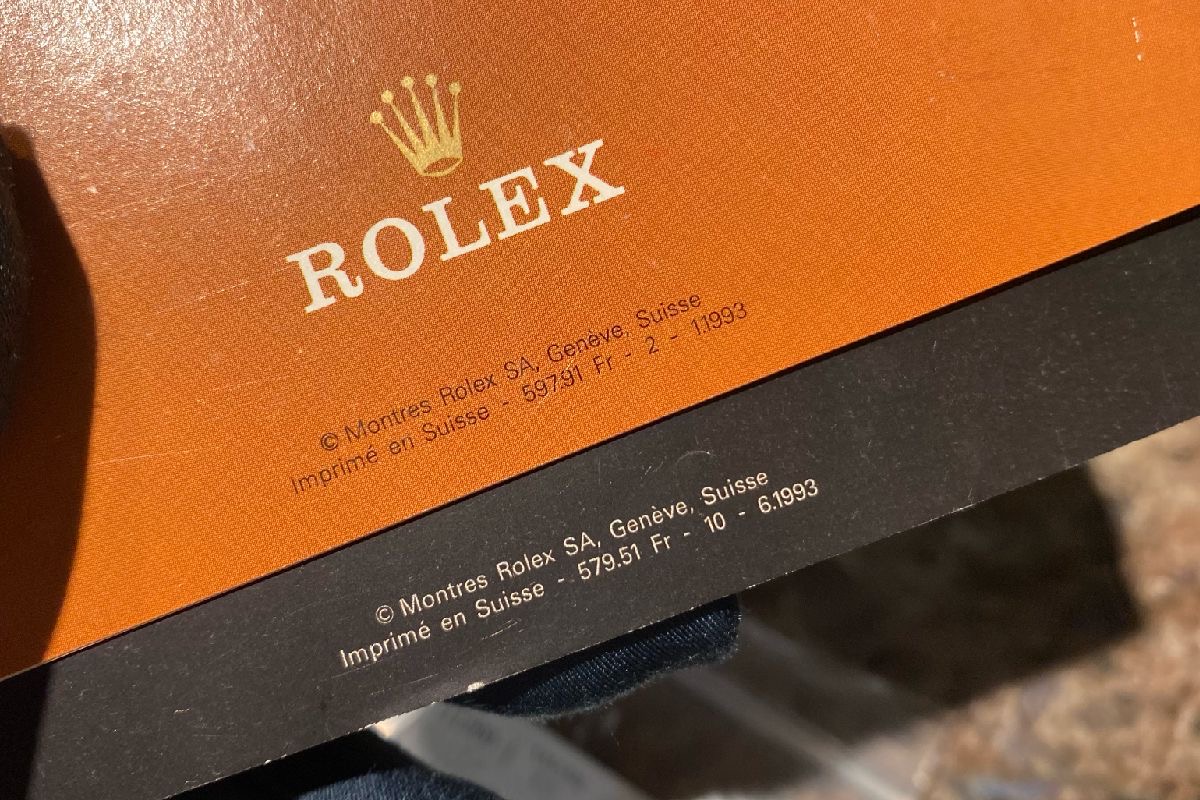 ROLEX
© Montres Rolex SA, Genève, Suisse
Imprimé en Suisse - 597.91 Fr - 2 - 1.1993
© Montres Rolex SA, Genève, Suisse
Imprimé en Suisse - 579.51 Fr - 10 - 6.1993